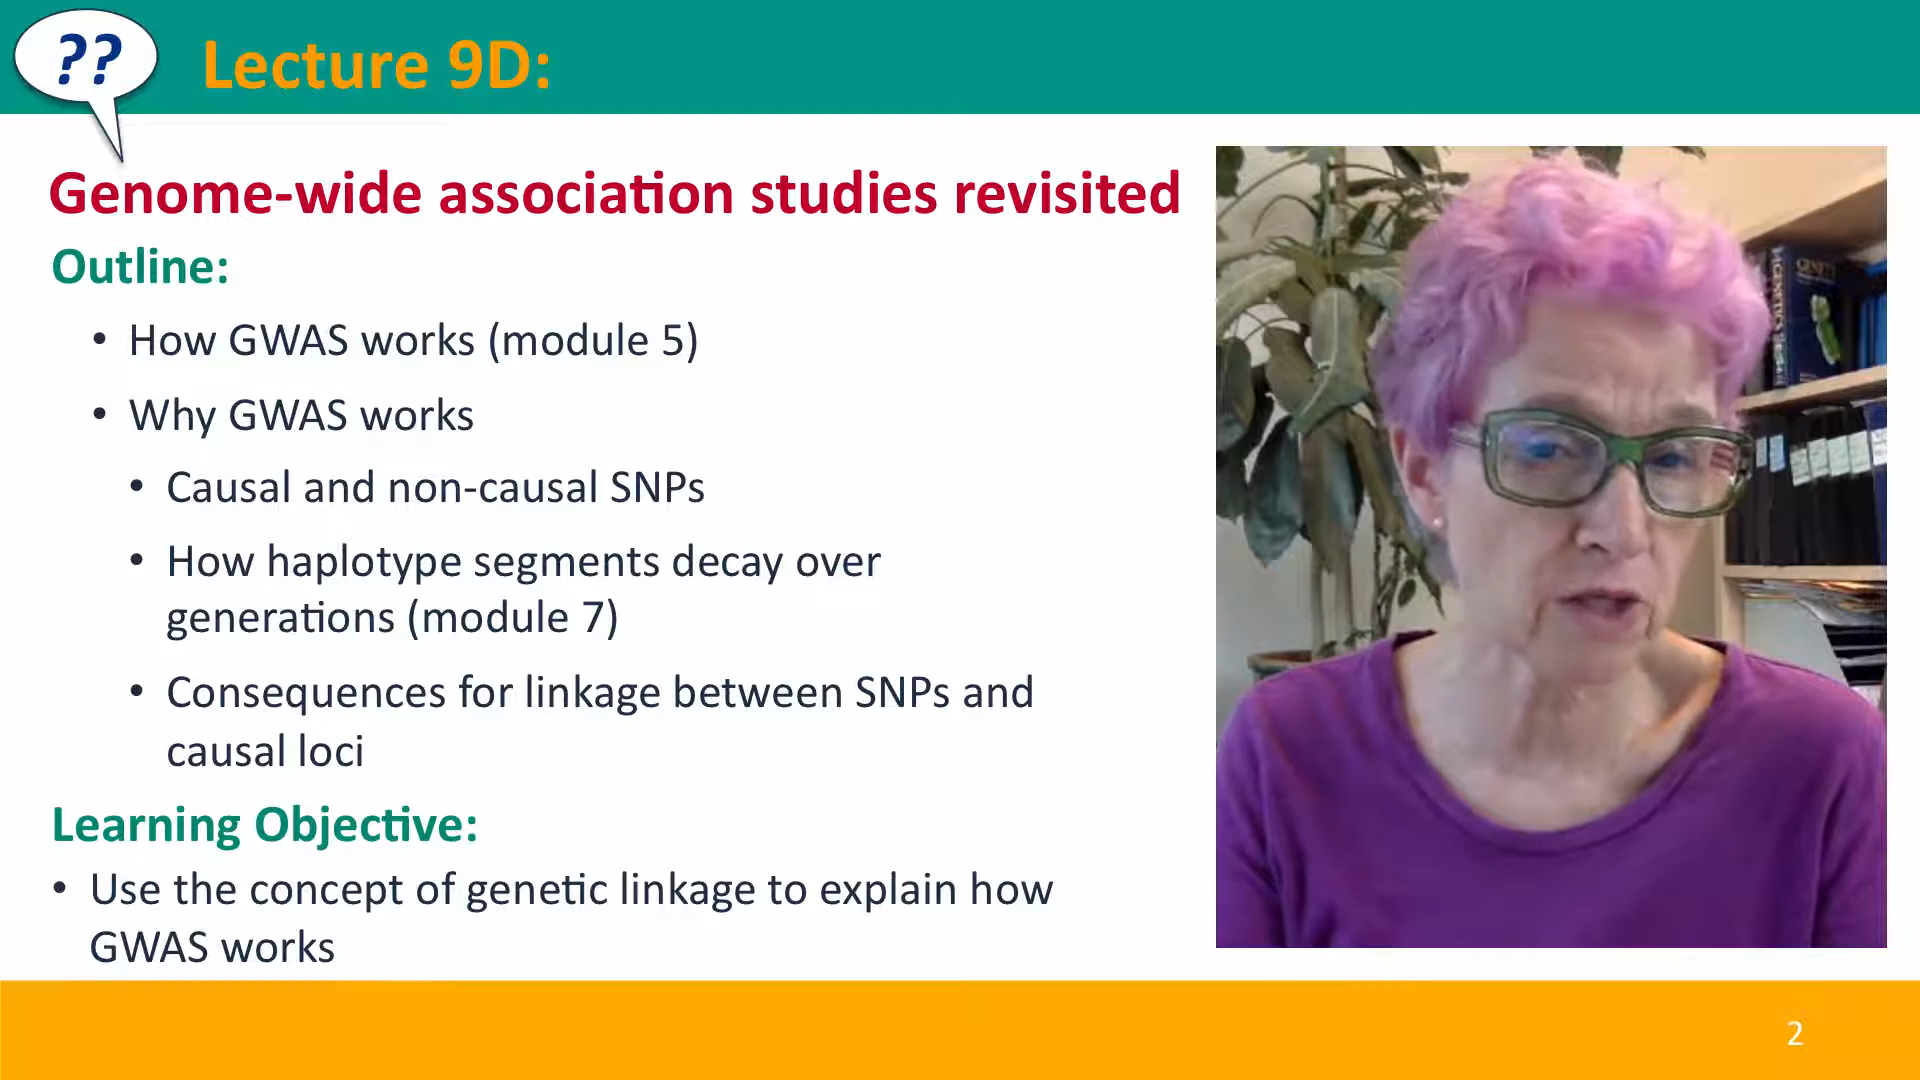 ??
Lecture 9D:
Genome-wide association studies revisited
Outline:
• How GWAS works (module 5)
• Why GWAS works
• Causal and non-causal SNPs
• How haplotype segments decay over
generations (module 7)
• Consequences for linkage between SNPs and
causal loci
Learning Objective:
• Use the concept of genetic linkage to explain how
GWAS works
GENETICS
2